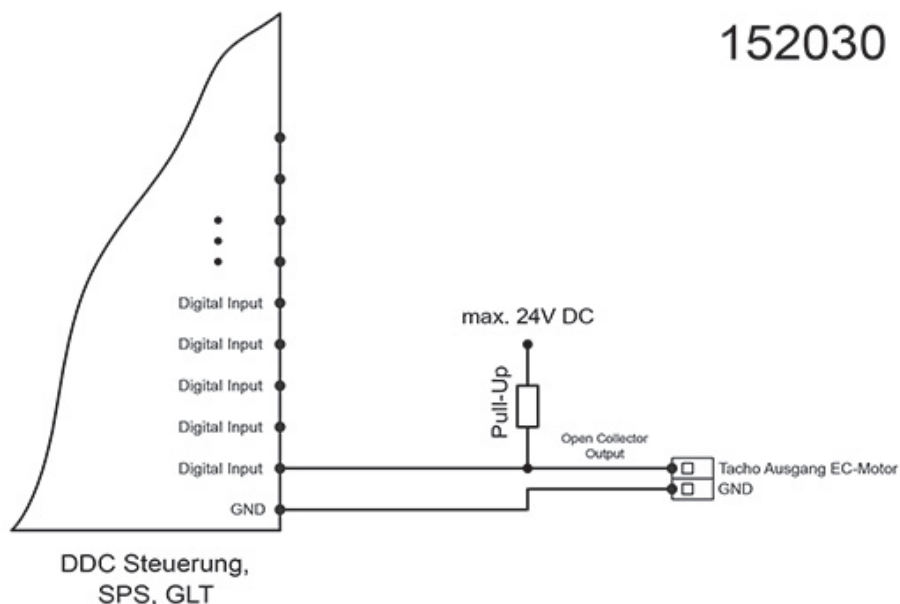 152030
Digital Input
Digital Input
max. 24V DC
Digital Input
Pull-Up
Digital Input
Open Collector
Output
Digital Input
Tacho Ausgang EC-Motor
GND
GND
DDC Steuerung,
SPS, GLT